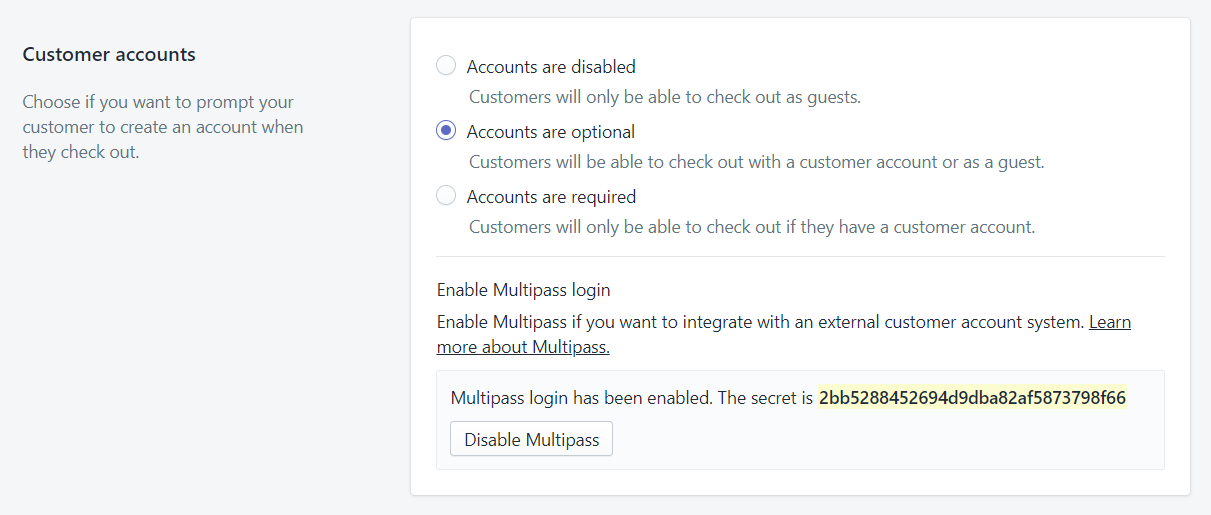 Customer accounts
Choose if you want to prompt your
customer to create an account when
they check out.
Accounts are disabled
Customers will only be able to check out as guests.
Accounts are optional
Customers will be able to check out with a customer account or as a guest.
Accounts are required
Customers will only be able to check out if they have a customer account.
Enable Multipass login
Enable Multipass if you want to integrate with an external customer account system. Learn
more about Multipass.
Multipass login has been enabled. The secret is 2bb5288452694d9dba82af5873798f66
Disable Multipass